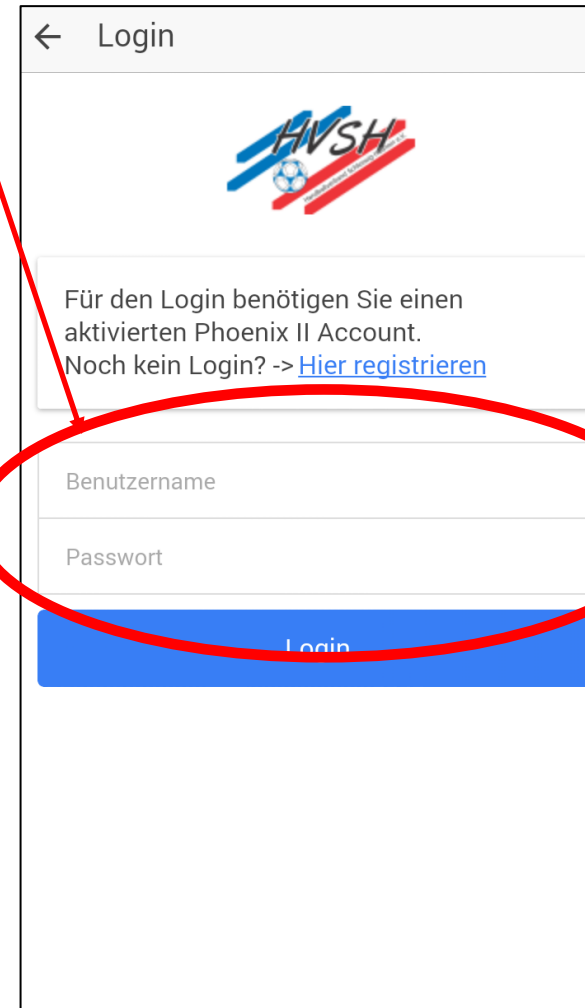 Login
HVSH
Für den Login benötigen Sie einen
aktivierten Phoenix II Account.
Noch kein Login? -> Hier registrieren
Benutzername
Passwort
Login